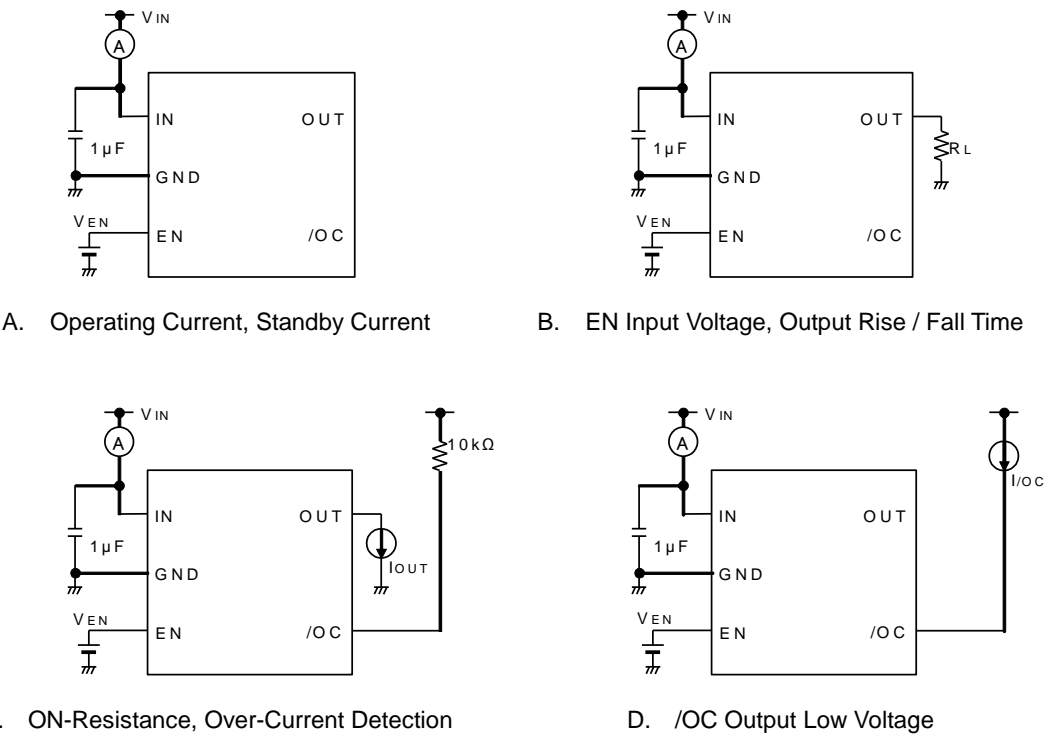 VIN
A
IN OUT
1µF
GND
VEN
EN /OC
A. Operating Current, Standby Current
VIN
A
IN OUT
1µF RL
GND
VEN
EN /OC
B. EN Input Voltage, Output Rise / Fall Time
VIN
A 10kΩ
IN OUT
1µF IOUT
GND
VEN
EN /OC
. ON-Resistance, Over-Current Detection
VIN
A
I/OC
IN OUT
1µF
GND
VEN
EN /OC
D. /OC Output Low Voltage